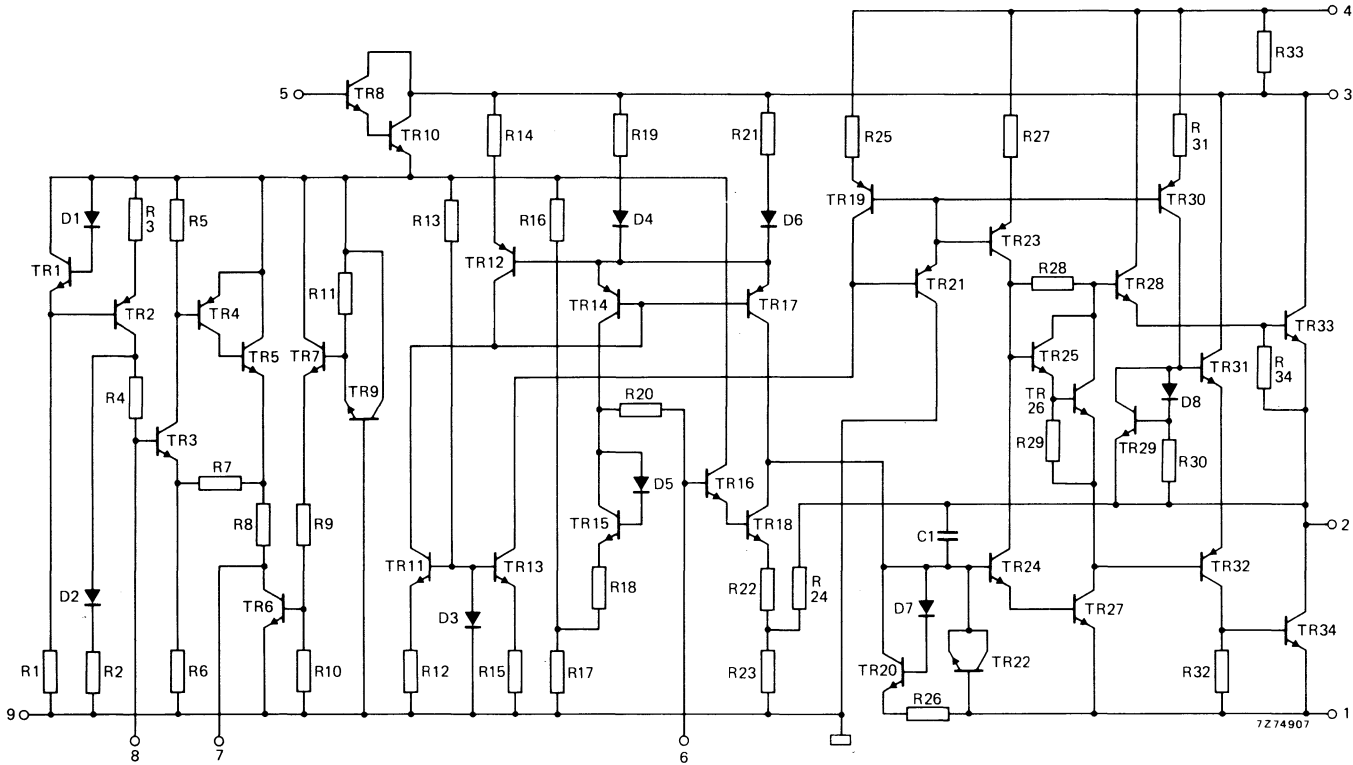 4
R33
5
TR8
3
TR10
R14
R19
R21
R25
R27
R
31
D1
R
3
R5
R13
R16
D4
D6
TR19
TR30
TR1
TR12
TR23
R11
TR14
TR17
TR21
R28
TR28
TR2
TR4
TR33
TR5
TR7
TR25
TR31
R
34
R4
TR9
R20
TR
26
D8
TR3
R29
TR29
R30
R7
D5
TR16
R8
R9
TR15
TR18
2
C1
TR11
TR13
R18
R22
R
24
TR24
TR32
D2
TR6
D3
D7
TR27
TR34
R1
R2
R6
R10
R12
R15
R17
R23
TR20
TR22
R32
R26
9
1
7Z74907
8
7
6